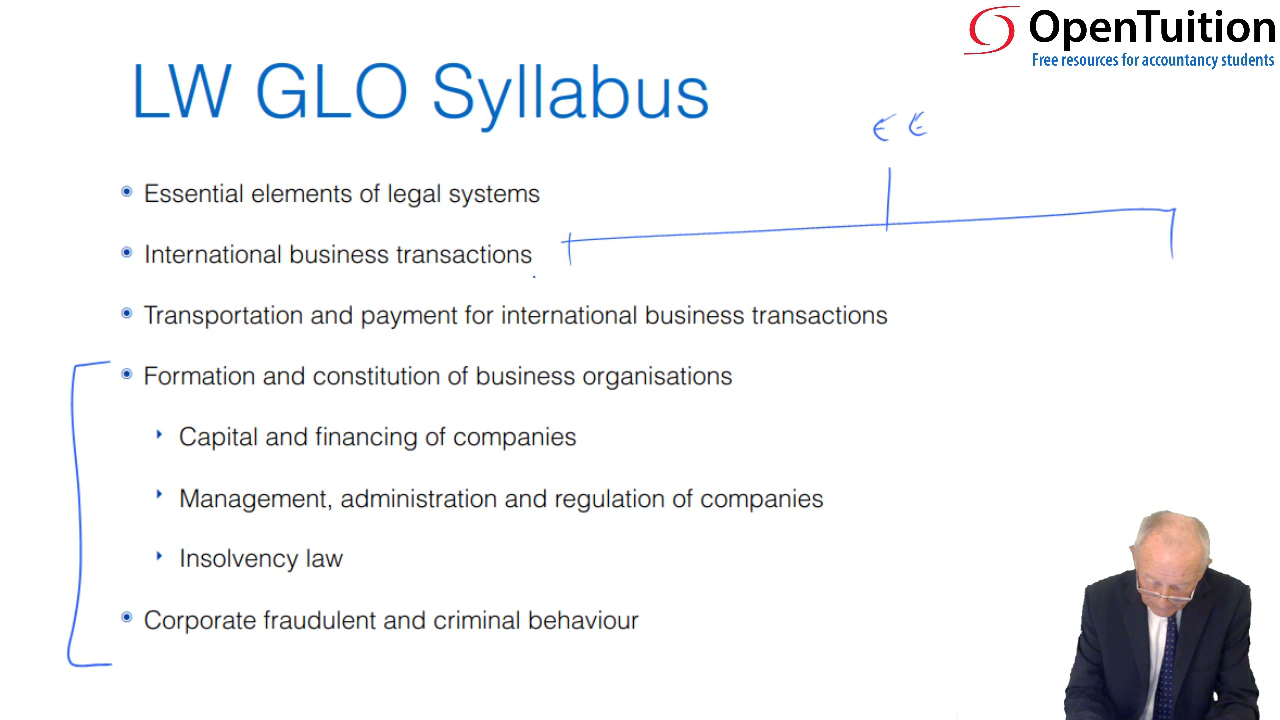 OpenTuition
Free resources for accountancy students
LW GLO Syllabus
E E
Essential elements of legal systems
International business transactions
Transportation and payment for international business transactions
Formation and constitution of business organisations
Capital and financing of companies
Management, administration and regulation of companies
Insolvency law
Corporate fraudulent and criminal behaviour